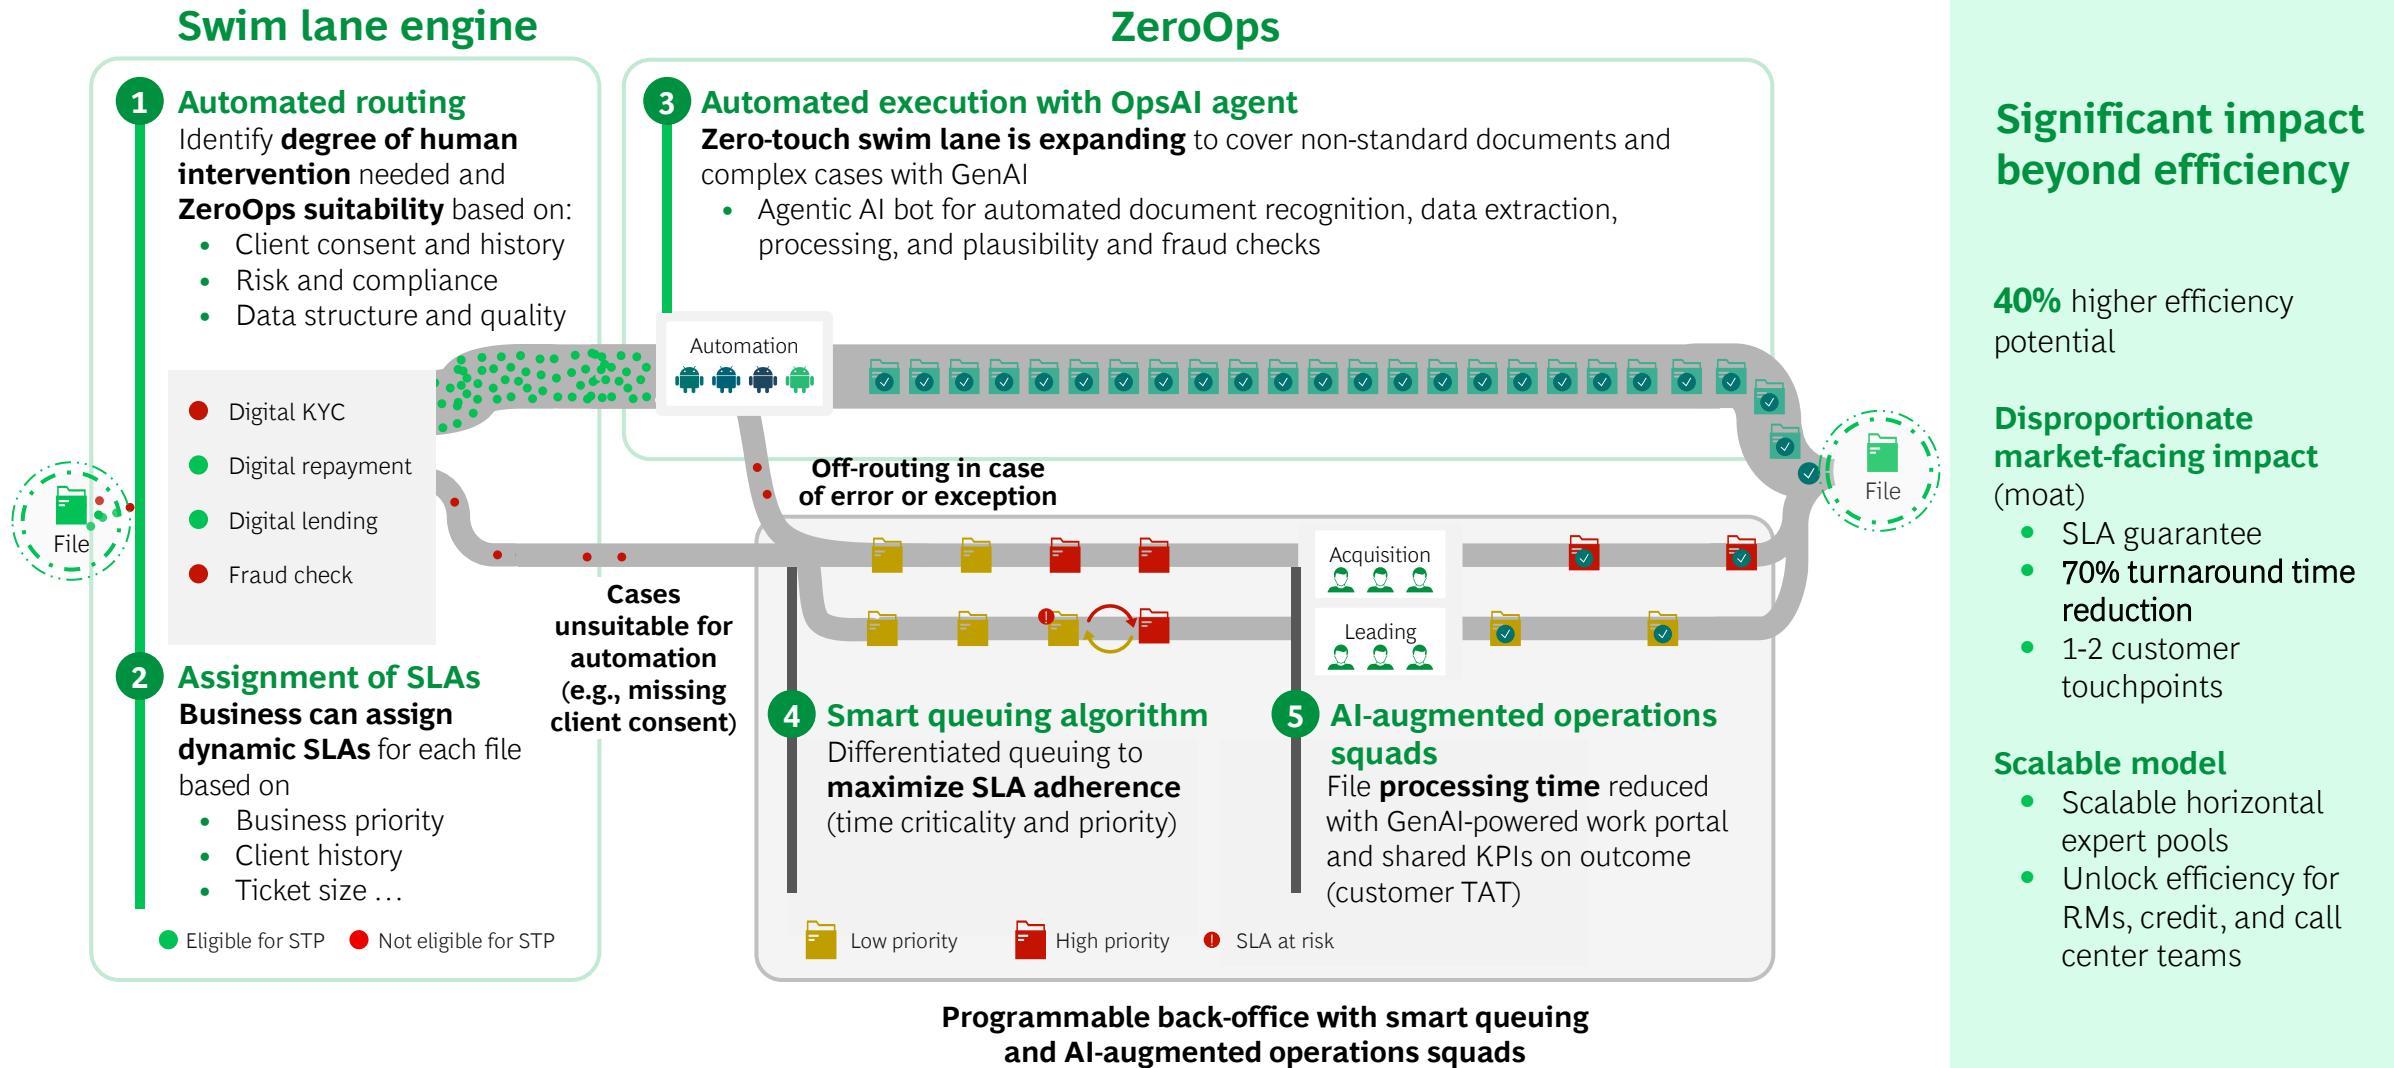 Swim lane engine
1
Automated routing
Identify degree of human
intervention needed and
ZeroOps suitability based on:
• Client consent and history
• Risk and compliance
• Data structure and quality
Digital KYC
Digital repayment
Digital lending
Fraud check
File
2
Assignment of SLAs
Business can assign
dynamic SLAs for each file
based on
• Business priority
• Client history
• Ticket size …
Eligible for STP
Not eligible for STP
ZeroOps
3
Automated execution with OpsAI agent
Zero-touch swim lane is expanding to cover non-standard documents and
complex cases with GenAI
• Agentic AI bot for automated document recognition, data extraction,
processing, and plausibility and fraud checks
Automation
Off-routing in case
of error or exception
Cases
unsuitable for
automation
(e.g., missing
client consent)
Acquisition
Leading
!
File
4
Smart queuing algorithm
Differentiated queuing to
maximize SLA adherence
(time criticality and priority)
5
AI-augmented operations
squads
File processing time reduced
with GenAI-powered work portal
and shared KPIs on outcome
(customer TAT)
Low priority
High priority
! SLA at risk
Programmable back-office with smart queuing
and AI-augmented operations squads
Significant impact
beyond efficiency
40% higher efficiency
potential
Disproportionate
market-facing impact
(moat)
• SLA guarantee
• 70% turnaround time
reduction
• 1-2 customer
touchpoints
Scalable model
• Scalable horizontal
expert pools
• Unlock efficiency for
RMs, credit, and call
center teams